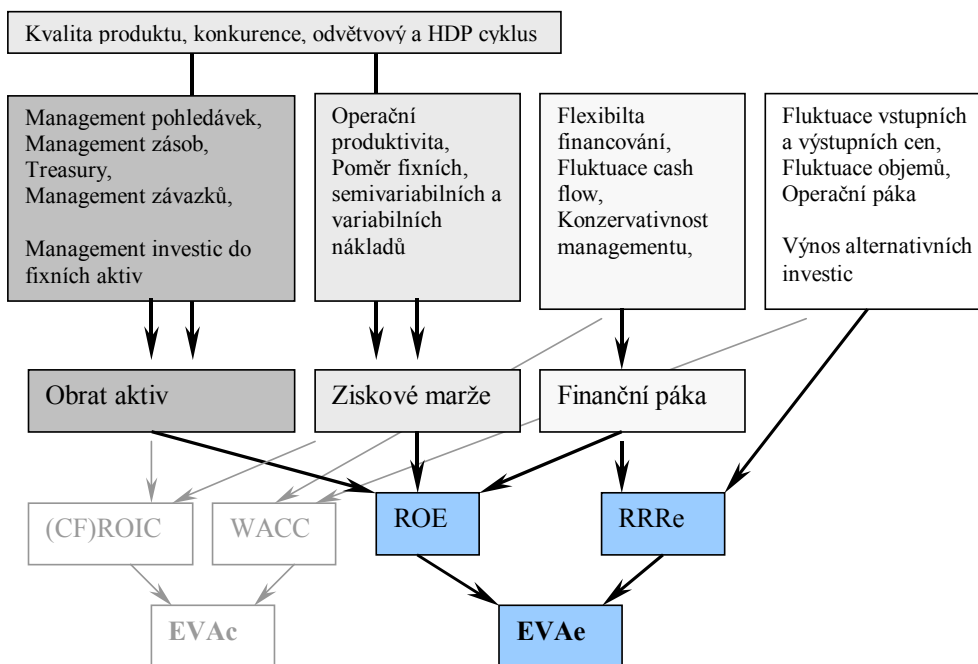 Kvalita produktu, konkurence, odvětvový a HDP cyklus
Management pohledávek,
Management zásob,
Treasury,
Management závazků,
Management investic do
fixních aktiv
Operační
produktivita,
Poměr fixních,
semivariabilních a
variabilních
nákladů
Flexibilta
financování,
Fluktuace cash
flow,
Konzervativnost
managementu,
Fluktuace vstupních
a výstupních cen,
Fluktuace objemů,
Operační páka
Výnos alternativních
investic
Obrat aktiv
Ziskové marže
Finanční páka
(CF)ROIC
WACC
ROE
RRRe
EVAc
EVAe